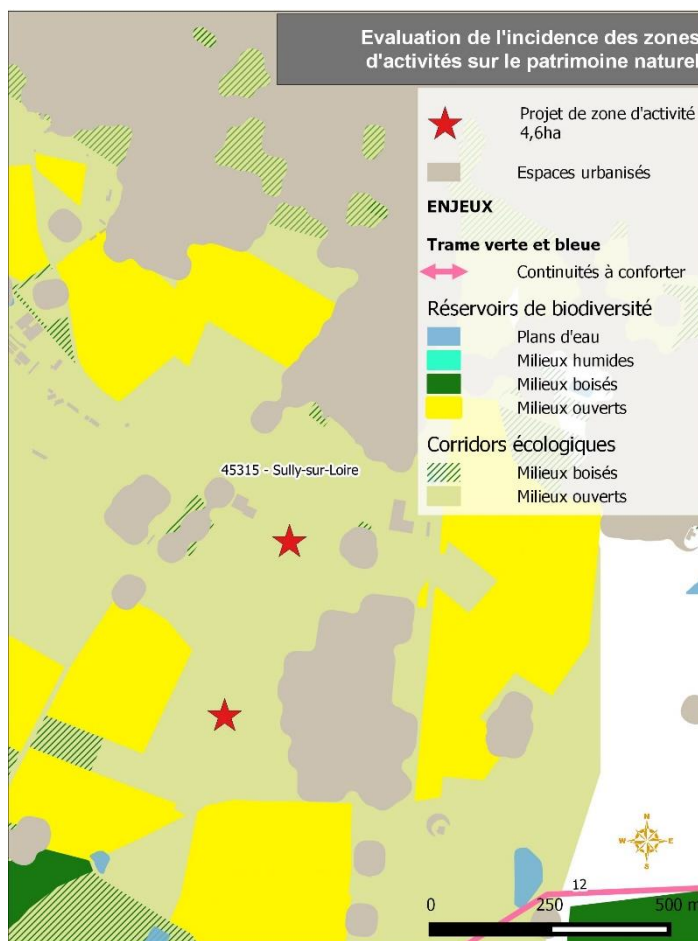 Evaluation de l'incidence des zones
d'activités sur le patrimoine naturel
Projet de zone d'activité
4,6ha
Espaces urbanisés
ENJEUX
Trame verte et bleue
Continuités à conforter
Réservoirs de biodiversité
Plans d'eau
Milieux humides
Milieux boisés
Milieux ouverts
Corridors écologiques
Milieux boisés
Milieux ouverts
45315 - Sully-sur-Loire
N
W E
S
12
0 250 500 m